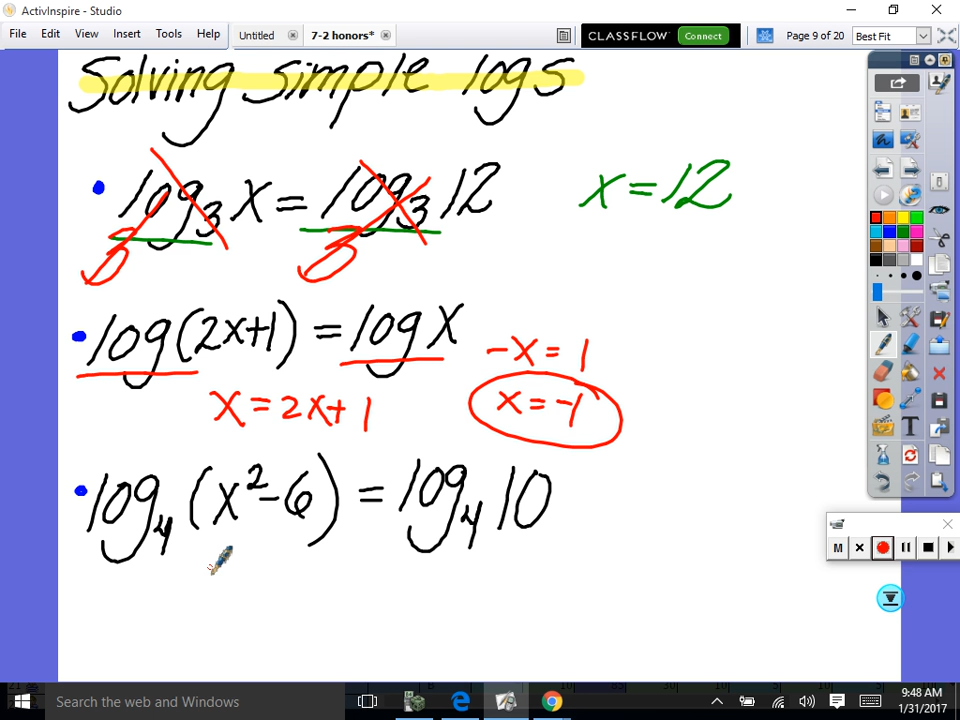 ActivInspire - Studio
File Edit View Insert Tools Help Untitled 7-2 honors* CLASSFLOW Connect Page 9 of 20 Best Fit
Solving simple logs
log₃ x = log₃ 12 x = 12
log(2x+1) = log x
-x = 1
x = 2x + 1 x = -1
log₄ (x²-6) = log₄ 10
M
Search the web and Windows
9:48 AM
1/31/2017